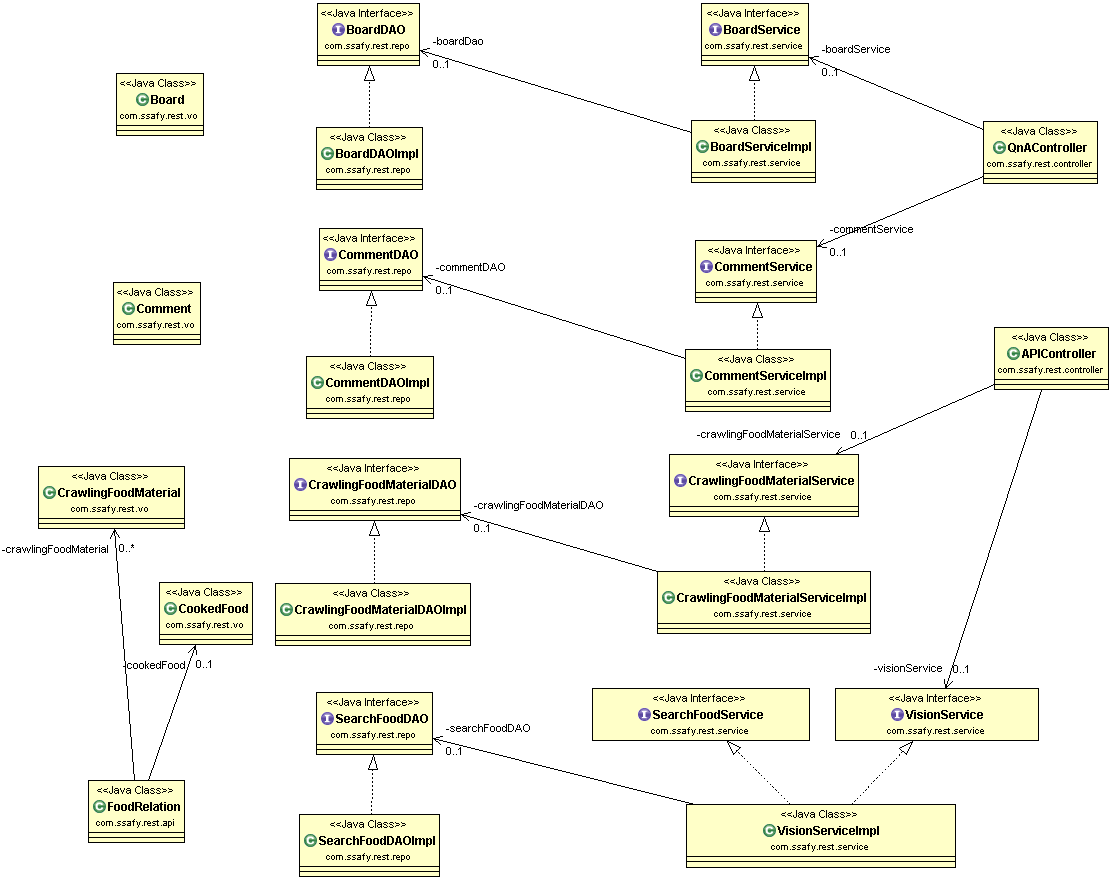 <<Java Interface>>
BoardDAO
com.ssafy.rest.repo
<<Java Interface>>
BoardService
com.ssafy.rest.service
-boardDao
0..1
-boardService
0..1
<<Java Class>>
Board
com.ssafy.rest.vo
<<Java Class>>
BoardDAOImpl
com.ssafy.rest.repo
<<Java Class>>
BoardServiceImpl
com.ssafy.rest.service
<<Java Class>>
QnAController
com.ssafy.rest.controller
-commentService
0..1
<<Java Interface>>
CommentDAO
com.ssafy.rest.repo
-commentDAO
0..1
<<Java Interface>>
CommentService
com.ssafy.rest.service
<<Java Class>>
Comment
com.ssafy.rest.vo
<<Java Class>>
CommentDAOImpl
com.ssafy.rest.repo
<<Java Class>>
CommentServiceImpl
com.ssafy.rest.service
<<Java Class>>
APIController
com.ssafy.rest.controller
-crawlingFoodMaterialService
0..1
<<Java Class>>
CrawlingFoodMaterial
com.ssafy.rest.vo
<<Java Interface>>
CrawlingFoodMaterialDAO
com.ssafy.rest.repo
-crawlingFoodMaterialDAO
0..1
<<Java Interface>>
CrawlingFoodMaterialService
com.ssafy.rest.service
-crawlingFoodMaterial
0..*
<<Java Class>>
CookedFood
com.ssafy.rest.vo
<<Java Class>>
CrawlingFoodMaterialDAOImpl
com.ssafy.rest.repo
<<Java Class>>
CrawlingFoodMaterialServiceImpl
com.ssafy.rest.service
-cookedFood
0..1
-visionService
0..1
<<Java Interface>>
SearchFoodDAO
com.ssafy.rest.repo
-searchFoodDAO
0..1
<<Java Interface>>
SearchFoodService
com.ssafy.rest.service
<<Java Interface>>
VisionService
com.ssafy.rest.service
<<Java Class>>
FoodRelation
com.ssafy.rest.api
<<Java Class>>
SearchFoodDAOImpl
com.ssafy.rest.repo
<<Java Class>>
VisionServiceImpl
com.ssafy.rest.service